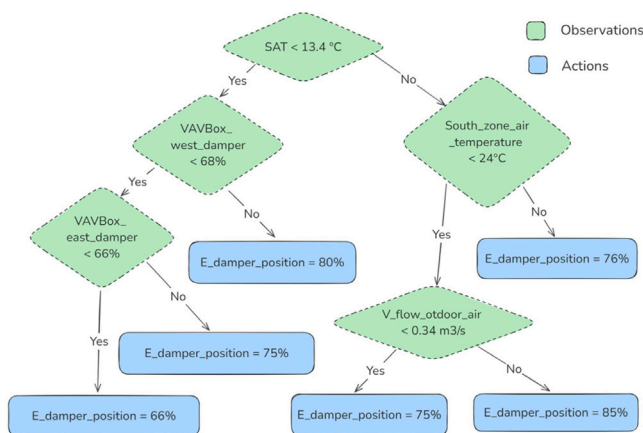 SAT < 13.4 °C
Observations
Actions
Yes
No
VAVBox_
west_damper
< 68%
South_zone_air
_temperature
< 24°C
Yes
No
VAVBox_
east_damper
< 66%
E_damper_position = 80%
Yes
No
E_damper_position = 76%
Yes
No
E_damper_position = 75%
V_flow_otdoor_air
< 0.34 m3/s
Yes
No
E_damper_position = 66%
E_damper_position = 75%
E_damper_position = 85%